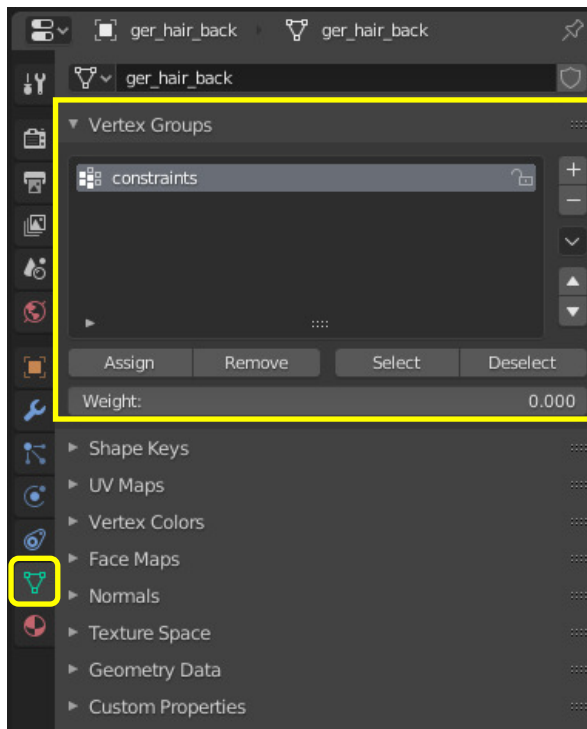 ger_hair_back ger_hair_back
ger_hair_back
Vertex Groups
constraints
Assign Remove Select Deselect
Weight: 0.000
Shape Keys
UV Maps
Vertex Colors
Face Maps
Normals
Texture Space
Geometry Data
Custom Properties